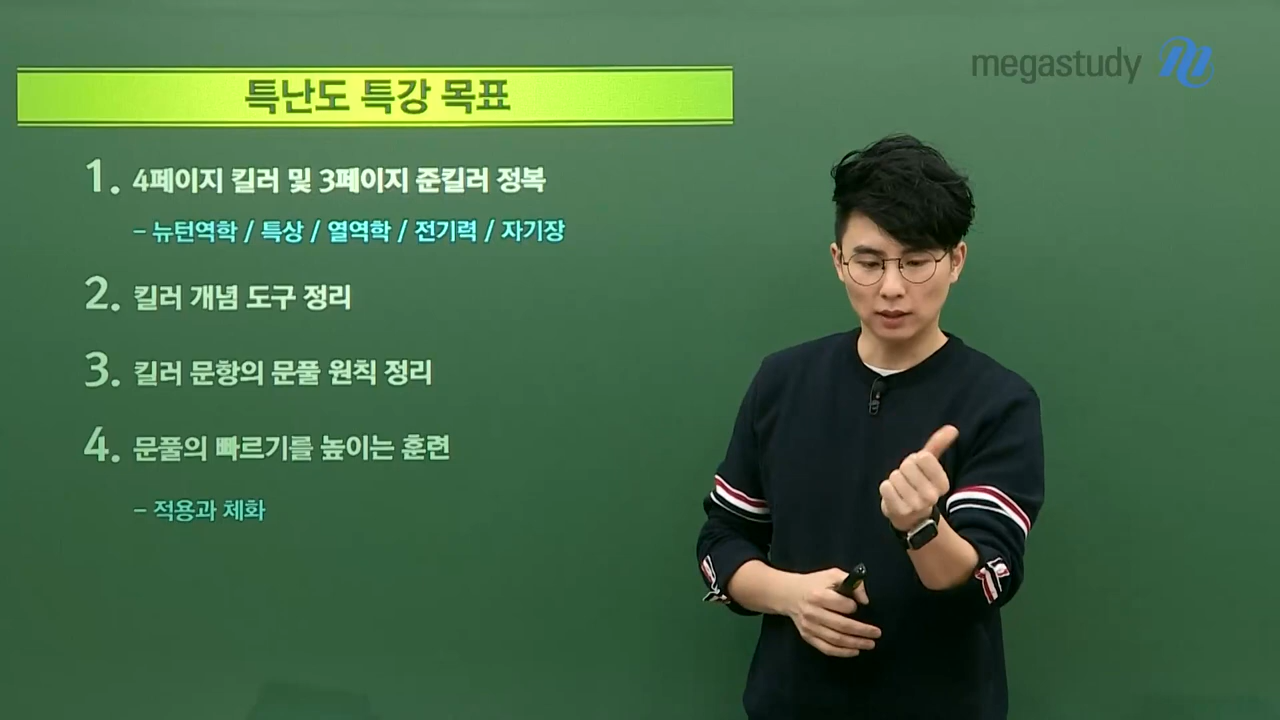 megastudy
특난도 특강 목표
1. 4페이지 킬러 및 3페이지 준킬러 정복
- 뉴턴역학 / 특상 / 열역학 / 전기력 / 자기장
2. 킬러 개념 도구 정리
3. 킬러 문항의 문풀 원칙 정리
4. 문풀의 빠르기를 높이는 훈련
- 적용과 체화